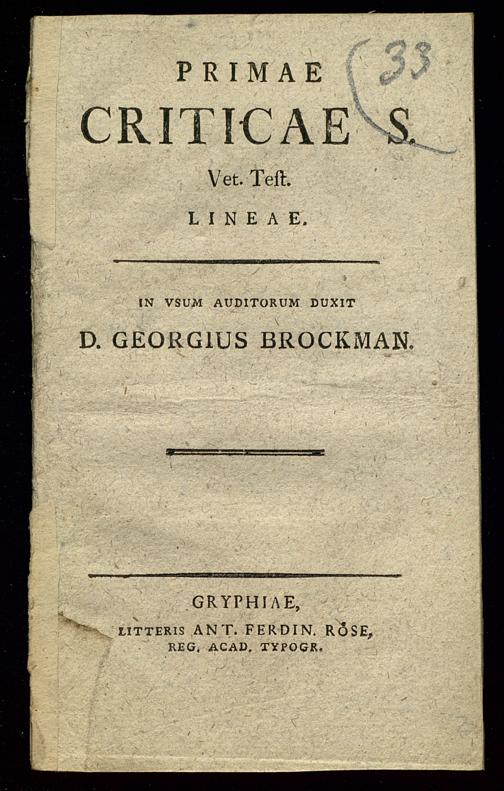 33
PRIMAE
CRITICAE S.
Vet. Teſt.
LINEAE.
IN VSUM AUDITORUM DUXIT
D. GEORGIUS BROCKMAN.
GRYPHIAE,
LITTERIS ANT. FERDIN. RÖSE,
REG. ACAD. TYPOGR.